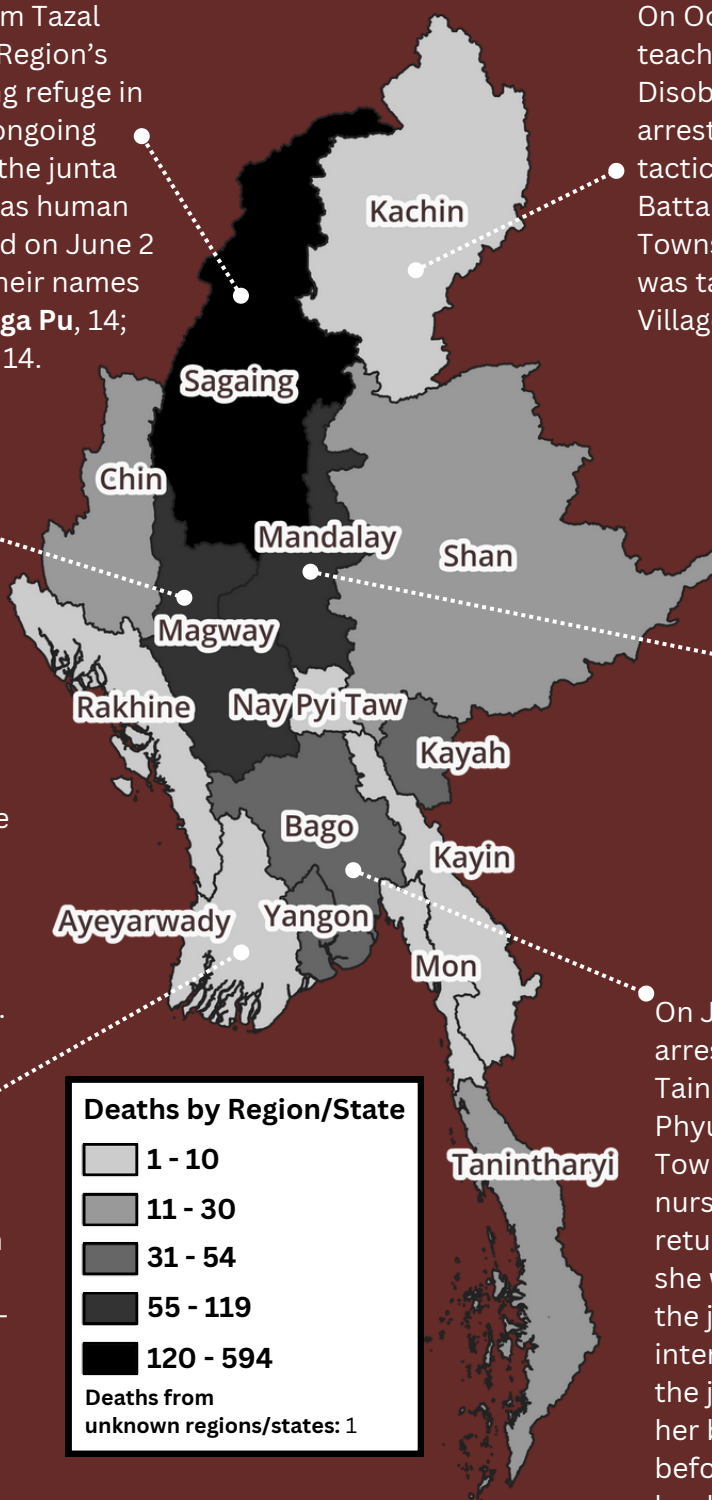 m Tazal
Region’s
ng refuge in
ongoing
the junta
as human
d on June 2
heir names
ga Pu, 14;
14.
On Oc
teach
Disob
arrest
tactic
Batta
Towns
was ta
Villag
Kachin
Sagaing
Chin
Mandalay
Shan
Magway
Rakhine
Nay Pyi Taw
Kayah
e
Bago
Kayin
Ayeyarwady
Yangon
Mon
.
On J
arres
Tain
Phyu
Tow
nurs
retu
she w
the j
inter
the j
her b
befo
Tanintharyi
Deaths by Region/State
1 - 10
11 - 30
31 - 54
55 - 119
120 - 594
Deaths from
unknown regions/states: 1